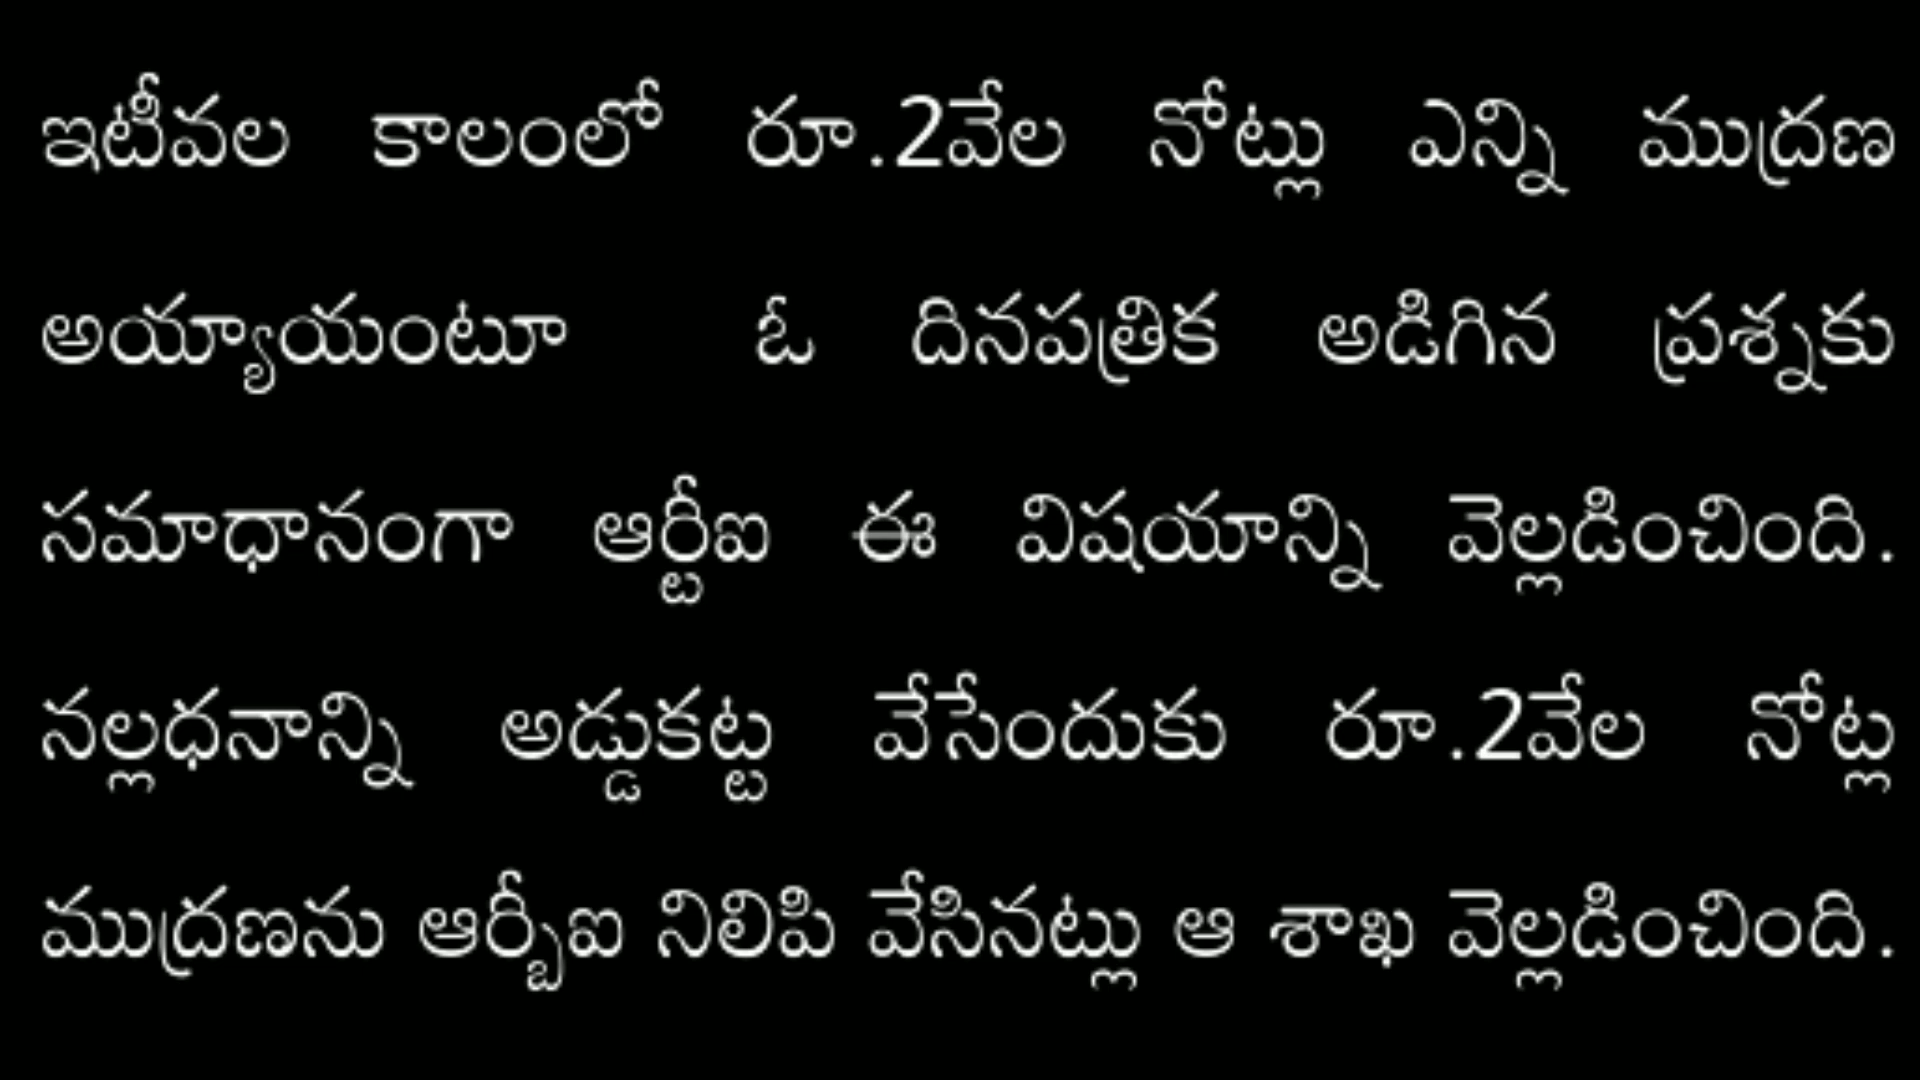 ఇటీవల కాలంలో రూ.2వేల నోట్లు ఎన్ని ముద్రణ
అయ్యాయంటూ ఓ దినపత్రిక అడిగిన ప్రశ్నకు
సమాధానంగా ఆర్టీఐ ఈ విషయాన్ని వెల్లడించింది.
నల్లధనాన్ని అడ్డుకట్ట వేసేందుకు రూ.2వేల నోట్ల
ముద్రణను ఆర్బీఐ నిలిపి వేసినట్లు ఆ శాఖ వెల్లడించింది.